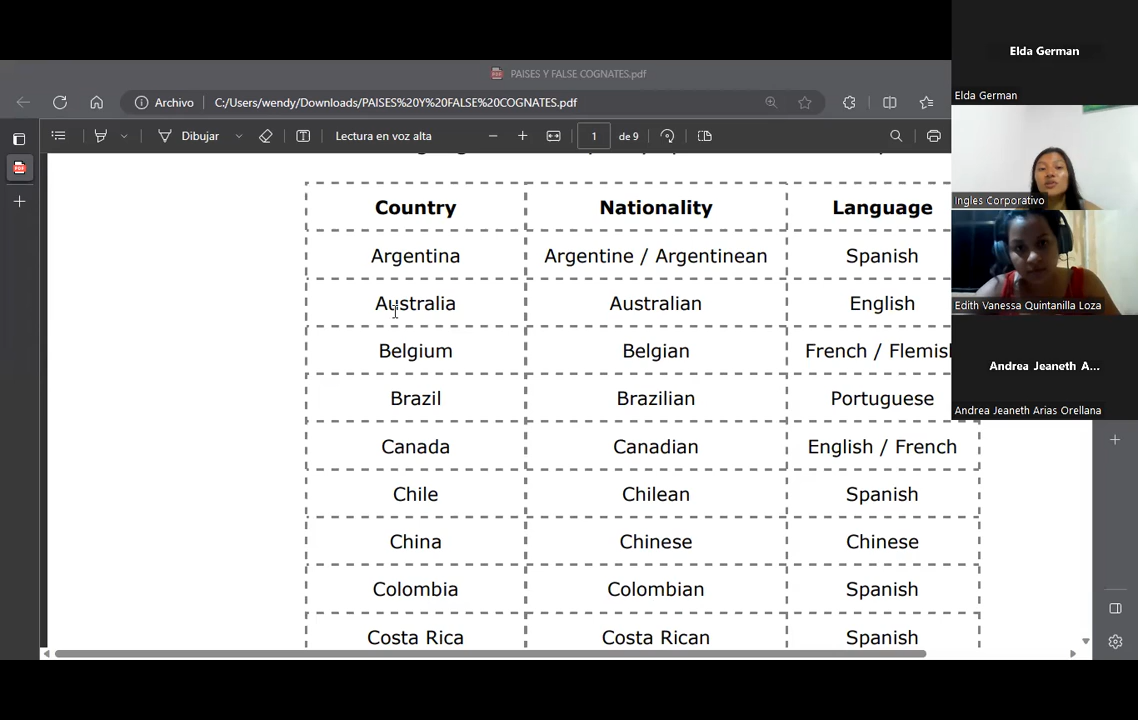 Elda German
PAISES Y FALSE COGNATES.pdf
Elda German
Archivo C:/Users/wendy/Downloads/PAISES%20Y%20FALSE%20COGNATES.pdf
Dibujar Lectura en voz alta 1 de 9
Country Nationality Language
Ingles Corporativo
Argentina Argentine / Argentinean Spanish
Australia Australian English
Edith Vanessa Quintanilla Loza
Belgium Belgian French / Flemish
Andrea Jeaneth A...
Brazil Brazilian Portuguese
Andrea Jeaneth Arias Orellana
Canada Canadian English / French
Chile Chilean Spanish
China Chinese Chinese
Colombia Colombian Spanish
Costa Rica Costa Rican Spanish